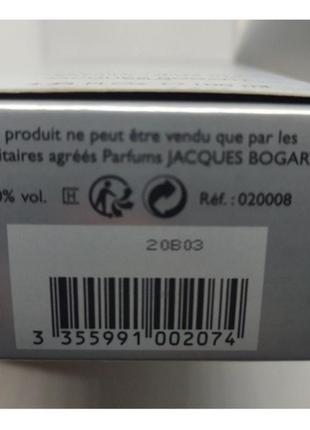 produit ne peut être vendu que par les
itaires agréés Parfums JACQUES BOGAR
0% vol. Réf.:020008
20B03
3 355991 002074